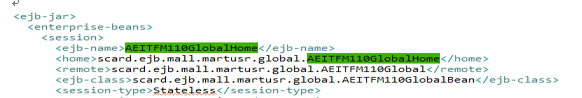 <ejb-jar>
<enterprise-beans>
<session>
<ejb-name>AEITFM110GlobalHome</ejb-name>
<home>scard.ejb.mall.martusr.global.AEITFM110GlobalHome</home>
<remote>scard.ejb.mall.martusr.global.AEITFM110Global</remote>
<ejb-class>scard.ejb.mall.martusr.global.AEITFM110GlobalBean</ejb-class>
<session-type>Stateless</session-type>